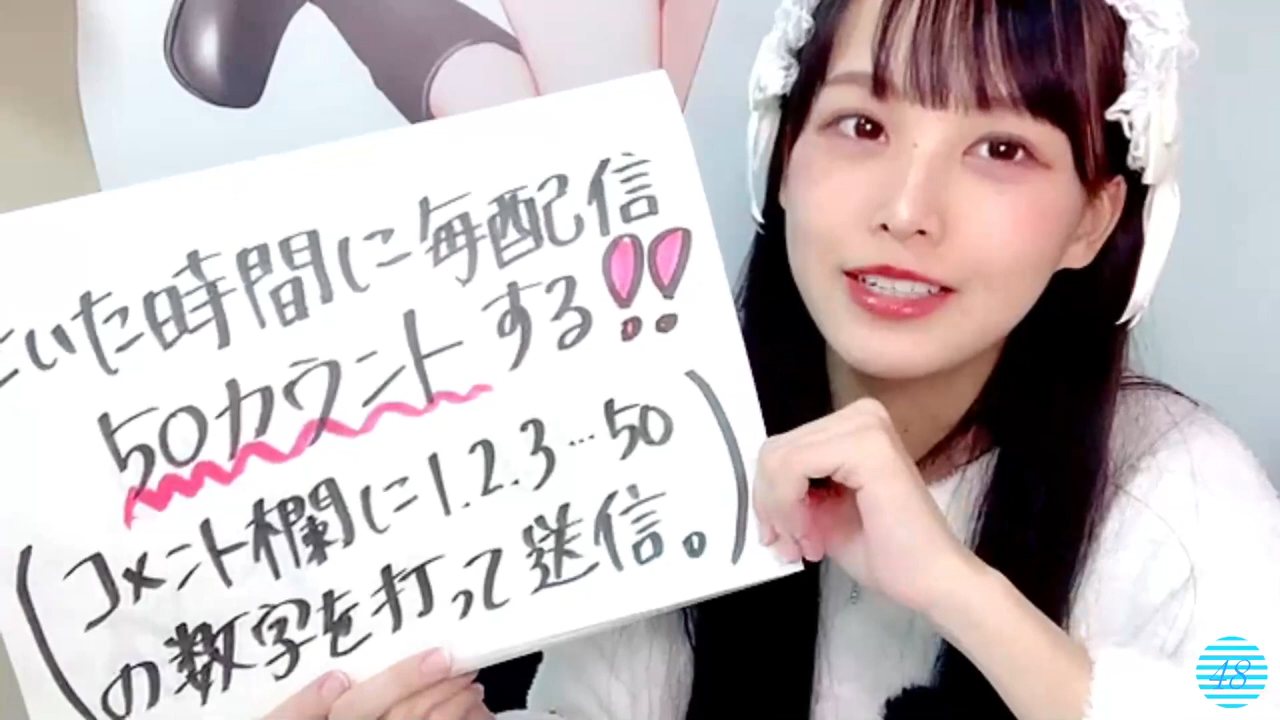 いた時間に毎配信
50カウントする!!
(コメント欄に1.2.3…50
の数字を打って送信。)
48